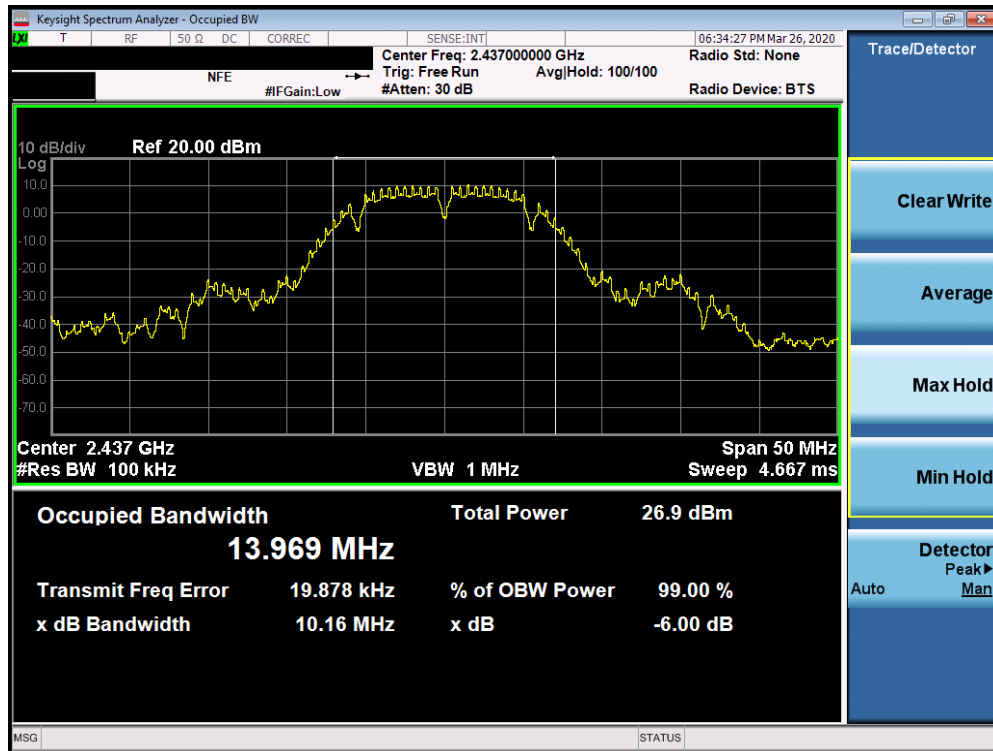 Keysight Spectrum Analyzer - Occupied BW
LXI T RF 50 Ω DC CORREC SENSE:INT 06:34:27 PM Mar 26, 2020
Center Freq: 2.437000000 GHz Radio Std: None
NFE Trig: Free Run Avg|Hold: 100/100
#IFGain:Low #Atten: 30 dB Radio Device: BTS
Trace/Detector
10 dB/div Ref 20.00 dBm
Log
10.0
0.00
-10.0
-20.0
-30.0
-40.0
-50.0
-60.0
-70.0
Center 2.437 GHz Span 50 MHz
#Res BW 100 kHz VBW 1 MHz Sweep 4.667 ms
Occupied Bandwidth Total Power 26.9 dBm
13.969 MHz
Transmit Freq Error 19.878 kHz % of OBW Power 99.00 %
x dB Bandwidth 10.16 MHz x dB -6.00 dB
Clear Write
Average
Max Hold
Min Hold
Detector
Peak▶
Auto Man
MSG STATUS